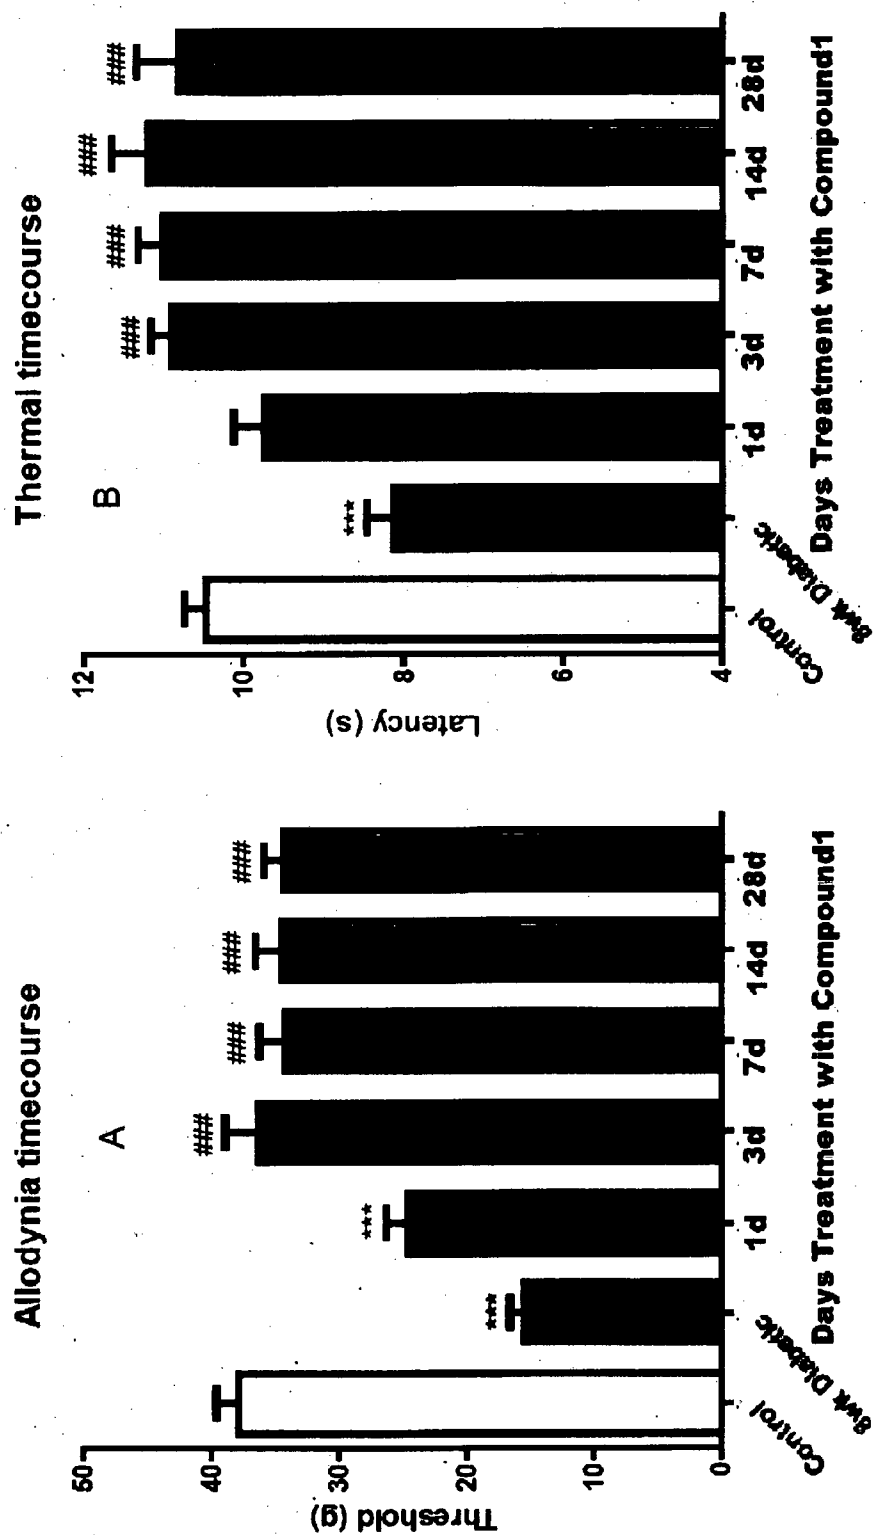 Allodynia timecourse
A
Threshold (g)
50
40
30
20
10
0
***
***
###
###
###
###
Control
8wk Diabetic
1d
3d
7d
14d
28d
Days Treatment with Compound1
Thermal timecourse
B
Latency (s)
12
10
8
6
4
***
###
###
###
###
Control
8wk Diabetic
1d
3d
7d
14d
28d
Days Treatment with Compound1